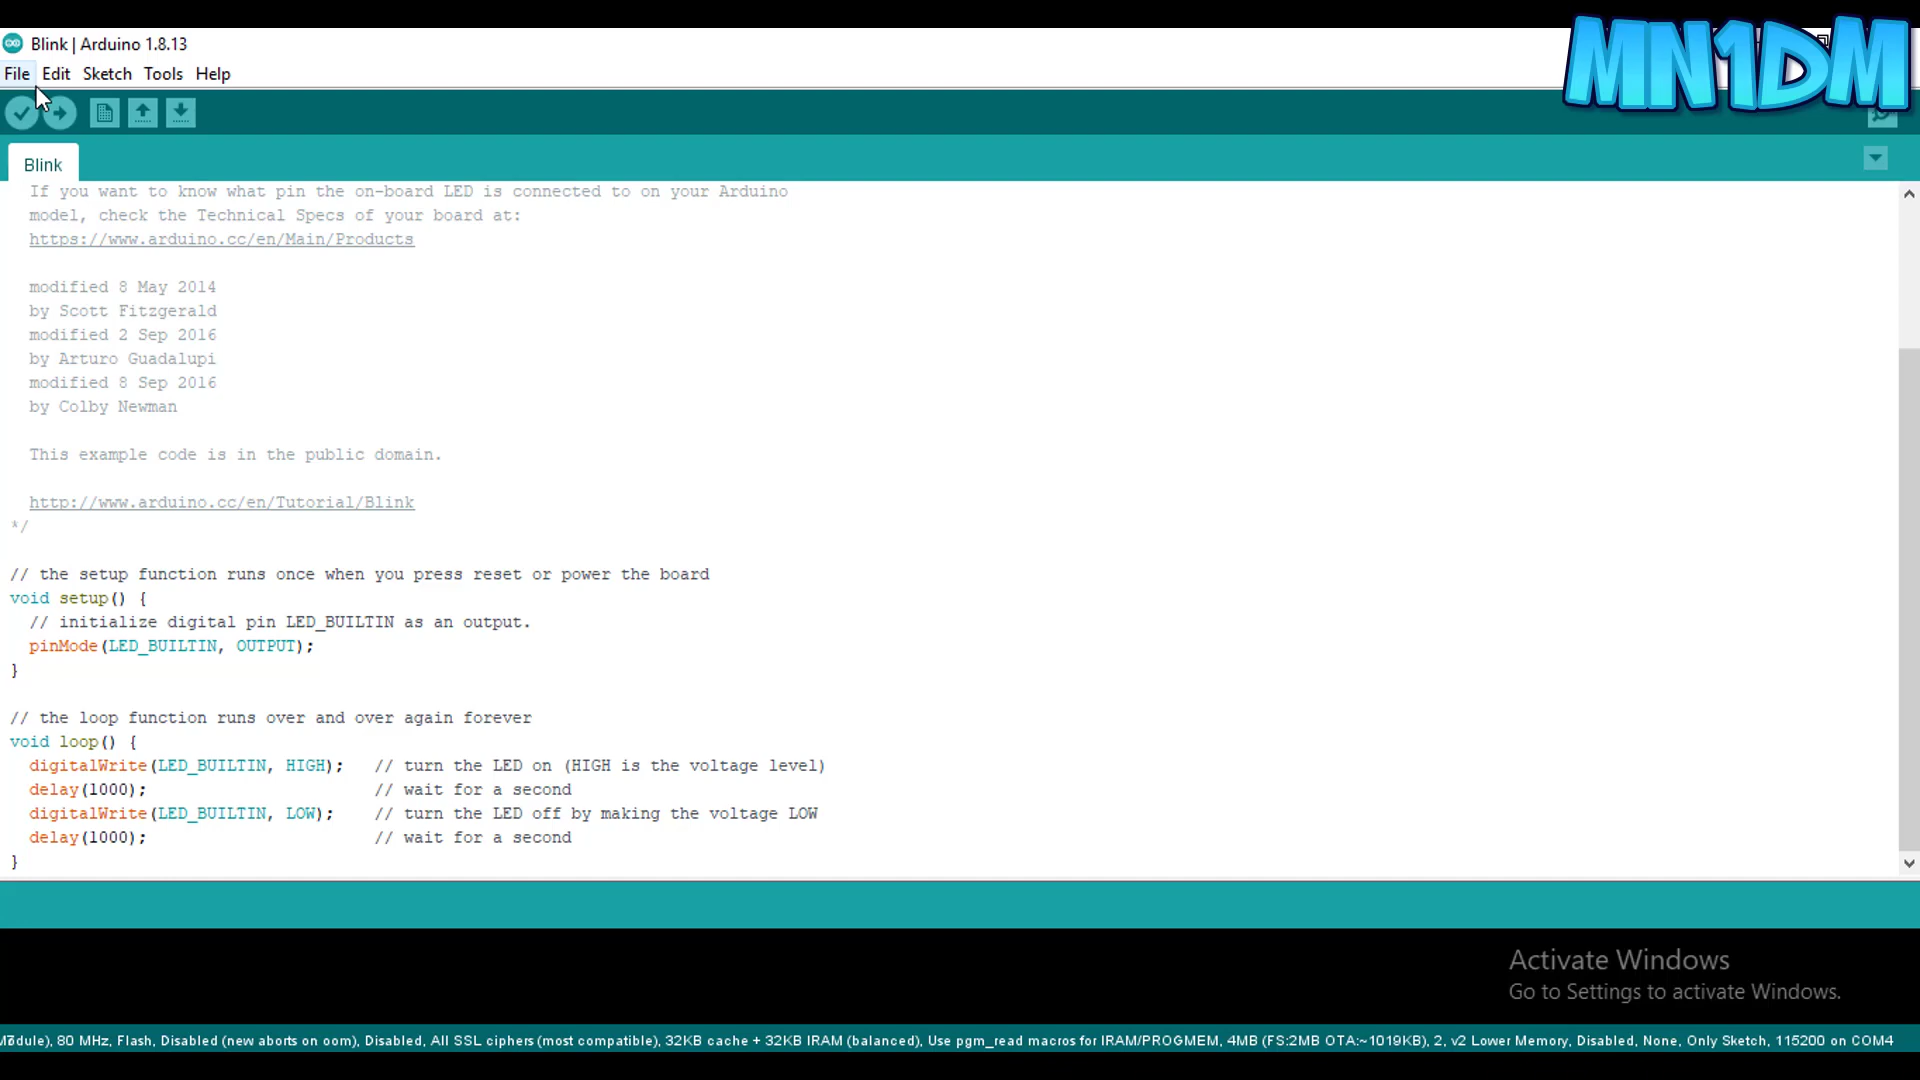 Blink | Arduino 1.8.13
MN1DM
File Edit Sketch Tools Help
Blink
If you want to know what pin the on-board LED is connected to on your Arduino
model, check the Technical Specs of your board at:
https://www.arduino.cc/en/Main/Products
modified 8 May 2014
by Scott Fitzgerald
modified 2 Sep 2016
by Arturo Guadalupi
modified 8 Sep 2016
by Colby Newman
This example code is in the public domain.
http://www.arduino.cc/en/Tutorial/Blink
*/
// the setup function runs once when you press reset or power the board
void setup() {
// initialize digital pin LED_BUILTIN as an output.
pinMode(LED_BUILTIN, OUTPUT);
}
// the loop function runs over and over again forever
void loop() {
digitalWrite(LED_BUILTIN, HIGH);   // turn the LED on (HIGH is the voltage level)
delay(1000);                       // wait for a second
digitalWrite(LED_BUILTIN, LOW);    // turn the LED off by making the voltage LOW
delay(1000);                       // wait for a second
}
Activate Windows
Go to Settings to activate Windows.
80 MHz, Flash, Disabled (new aborts on oom), Disabled, All SSL ciphers (most compatible), 32KB cache + 32KB IRAM (balanced), Use pgm_read macros for IRAM/PROGMEM, 4MB (FS:2MB OTA:~1019KB), 2, v2 Lower Memory, Disabled, None, Only Sketch, 115200 on COM4